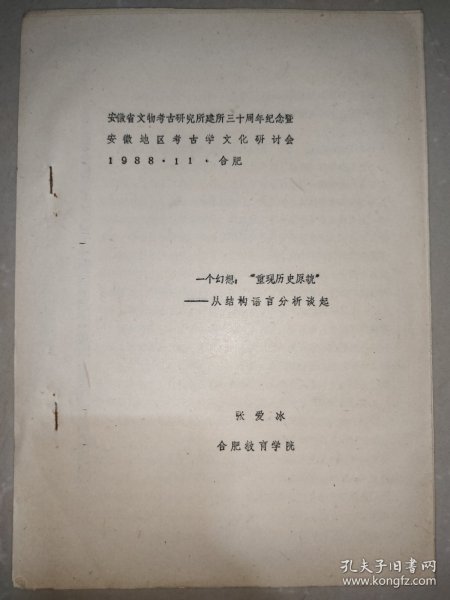 安徽省文物考古研究所建所三十周年纪念暨
安徽地区考古学文化研讨会
1988·11·合肥
一个幻想："重现历史原貌"
——从结构语言分析谈起
张爱冰
合肥教育学院
孔夫子旧书网
www.kongfz.com